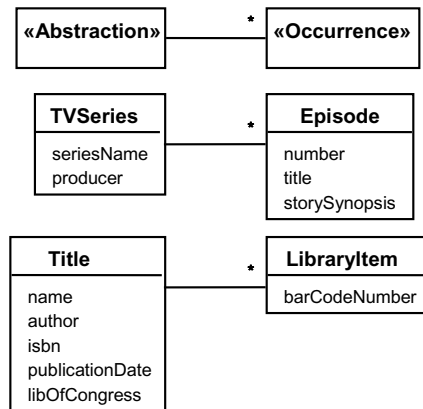 «Abstraction»
*
«Occurrence»
TVSeries
seriesName
producer
*
Episode
number
title
storySynopsis
Title
name
author
isbn
publicationDate
libOfCongress
*
LibraryItem
barCodeNumber